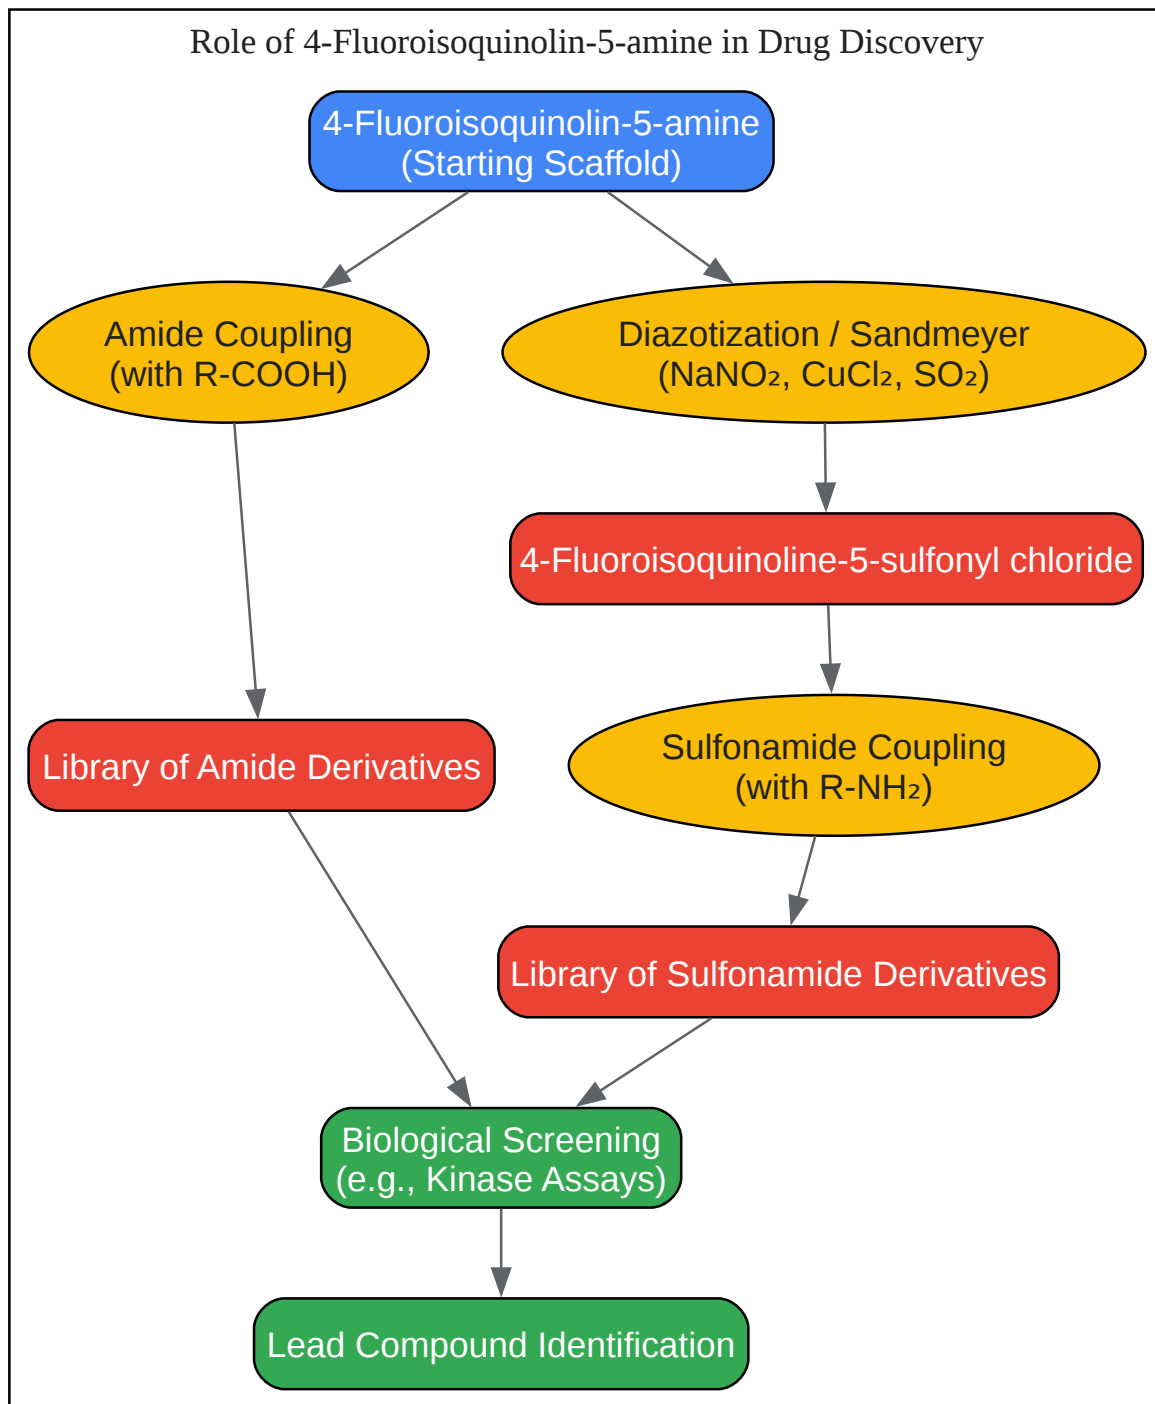 Role of 4-Fluoroisoquinolin-5-amine in Drug Discovery
4-Fluoroisoquinolin-5-amine
(Starting Scaffold)
Amide Coupling
(with R-COOH)
Diazotization / Sandmeyer
(NaNO₂, CuCl₂, SO₂)
4-Fluoroisoquinoline-5-sulfonyl chloride
Library of Amide Derivatives
Sulfonamide Coupling
(with R-NH₂)
Library of Sulfonamide Derivatives
Biological Screening
(e.g., Kinase Assays)
Lead Compound Identification